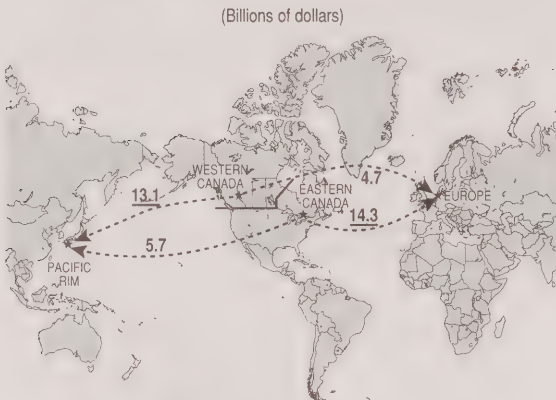 (Billions of dollars)
WESTERN
CANADA
4.7
13.1
EASTERN
CANADA
EUROPE
14.3
5.7
PACIFIC
RIM